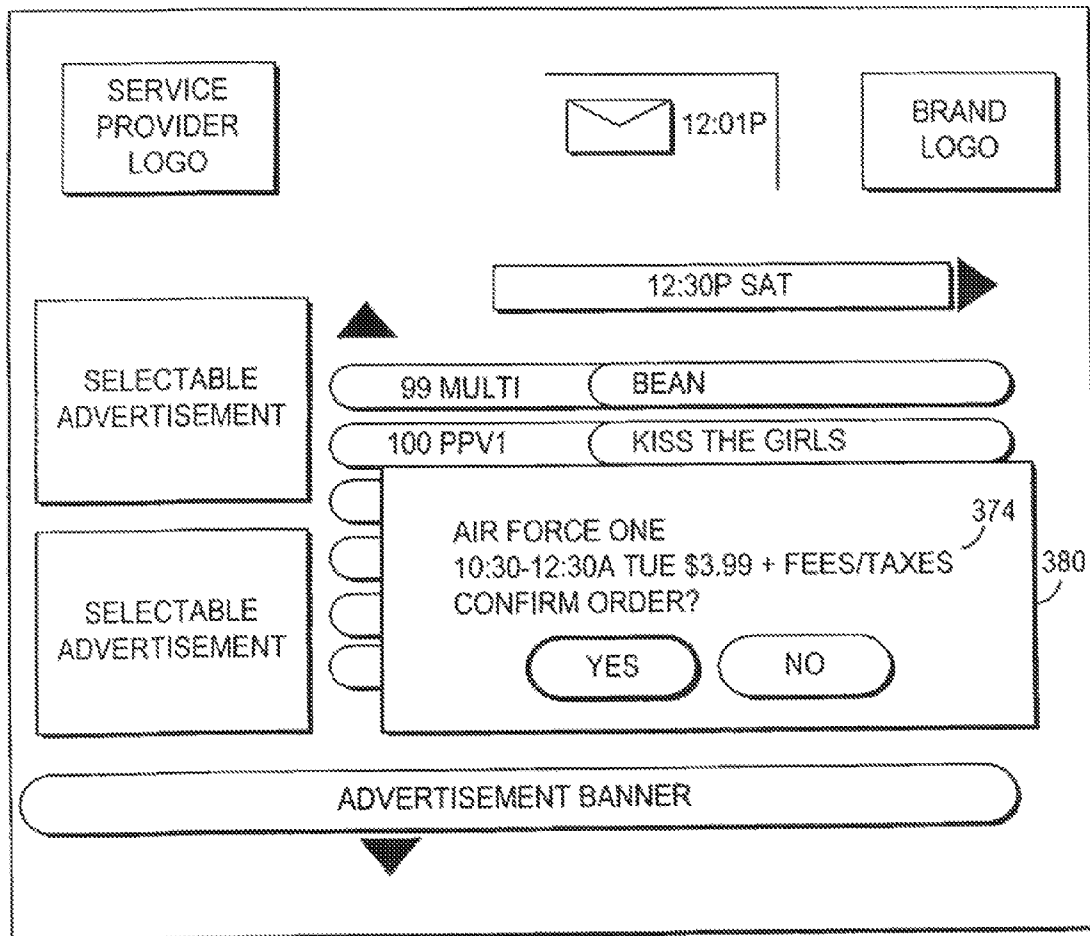 SERVICE
PROVIDER
LOGO
12:01P
BRAND
LOGO
12:30P SAT
SELECTABLE
ADVERTISEMENT
99 MULTI BEAN
100 PPV1 KISS THE GIRLS
AIR FORCE ONE
374
10:30-12:30A TUE $3.99 + FEES/TAXES
380
CONFIRM ORDER?
YES NO
SELECTABLE
ADVERTISEMENT
ADVERTISEMENT BANNER